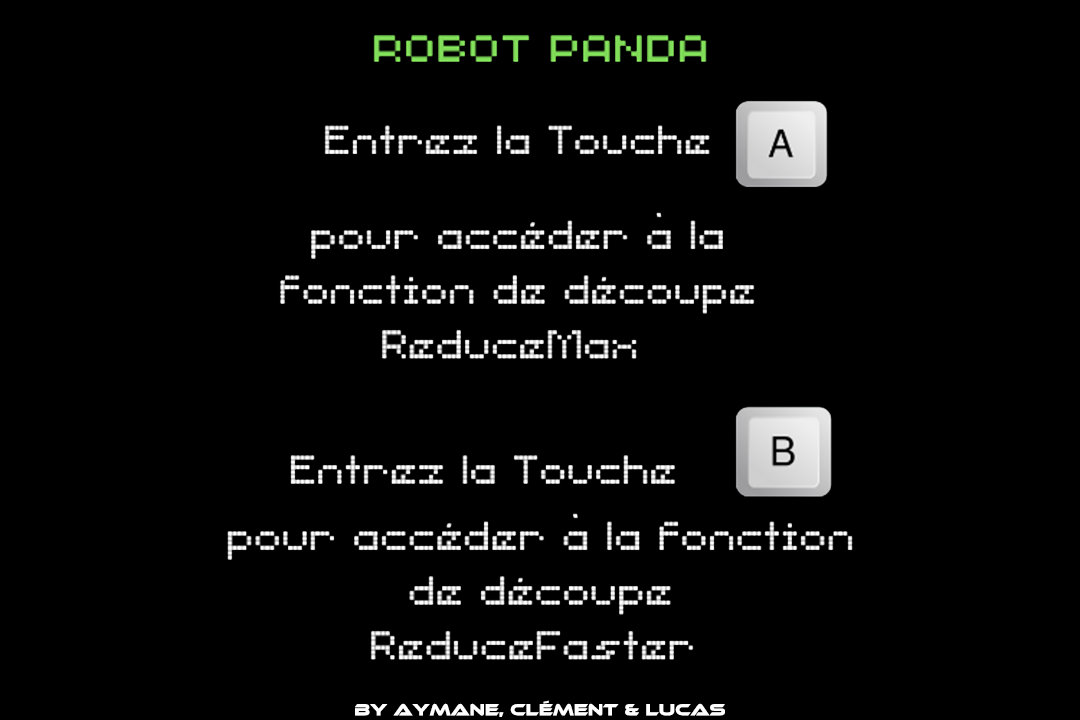 ROBOT PANDA
Entrez la Touche A
pour accéder à la
fonction de découpe
ReduceMax
Entrez la Touche B
pour accéder à la fonction
de découpe
ReduceFaster
BY AYMANE, CLÉMENT & LUCAS